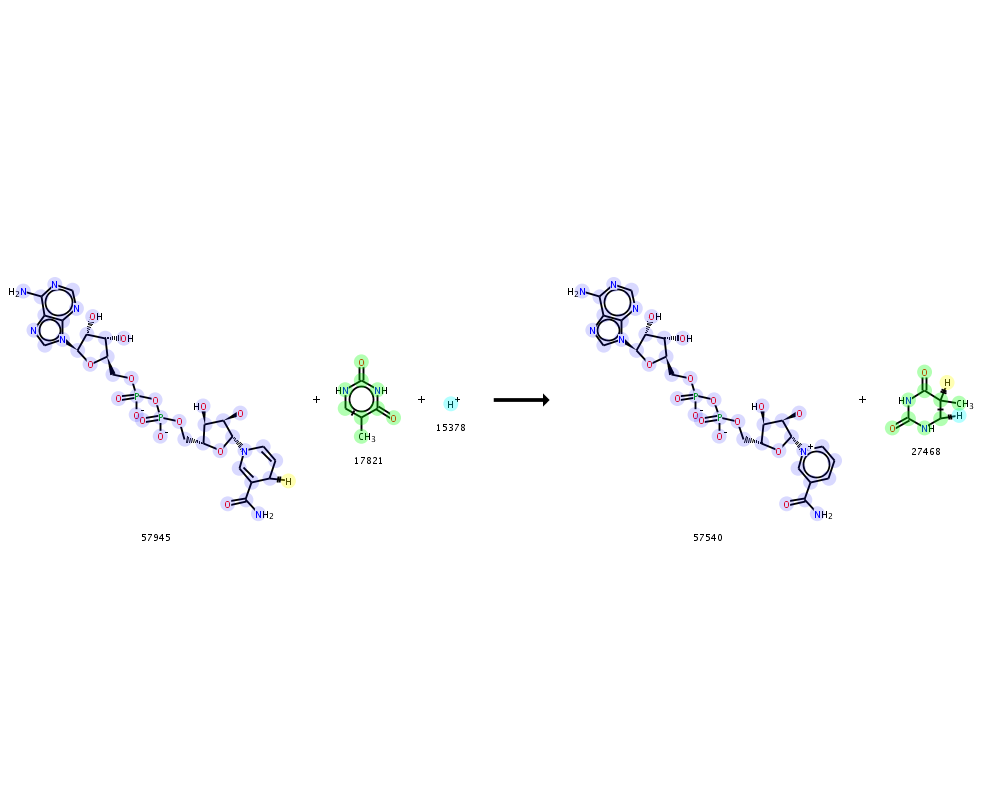 H₂N N N N N OH OH O O P O⁻ O P O⁻ O O HO O O N H O NH₂
57945
+
O HN NH O CH₃
17821
+
H⁺
15378
H₂N N N N N OH OH O O P O⁻ O P O⁻ O O HO O O N⁺ O NH₂
57540
+
O H HN CH₃ H O NH
27468